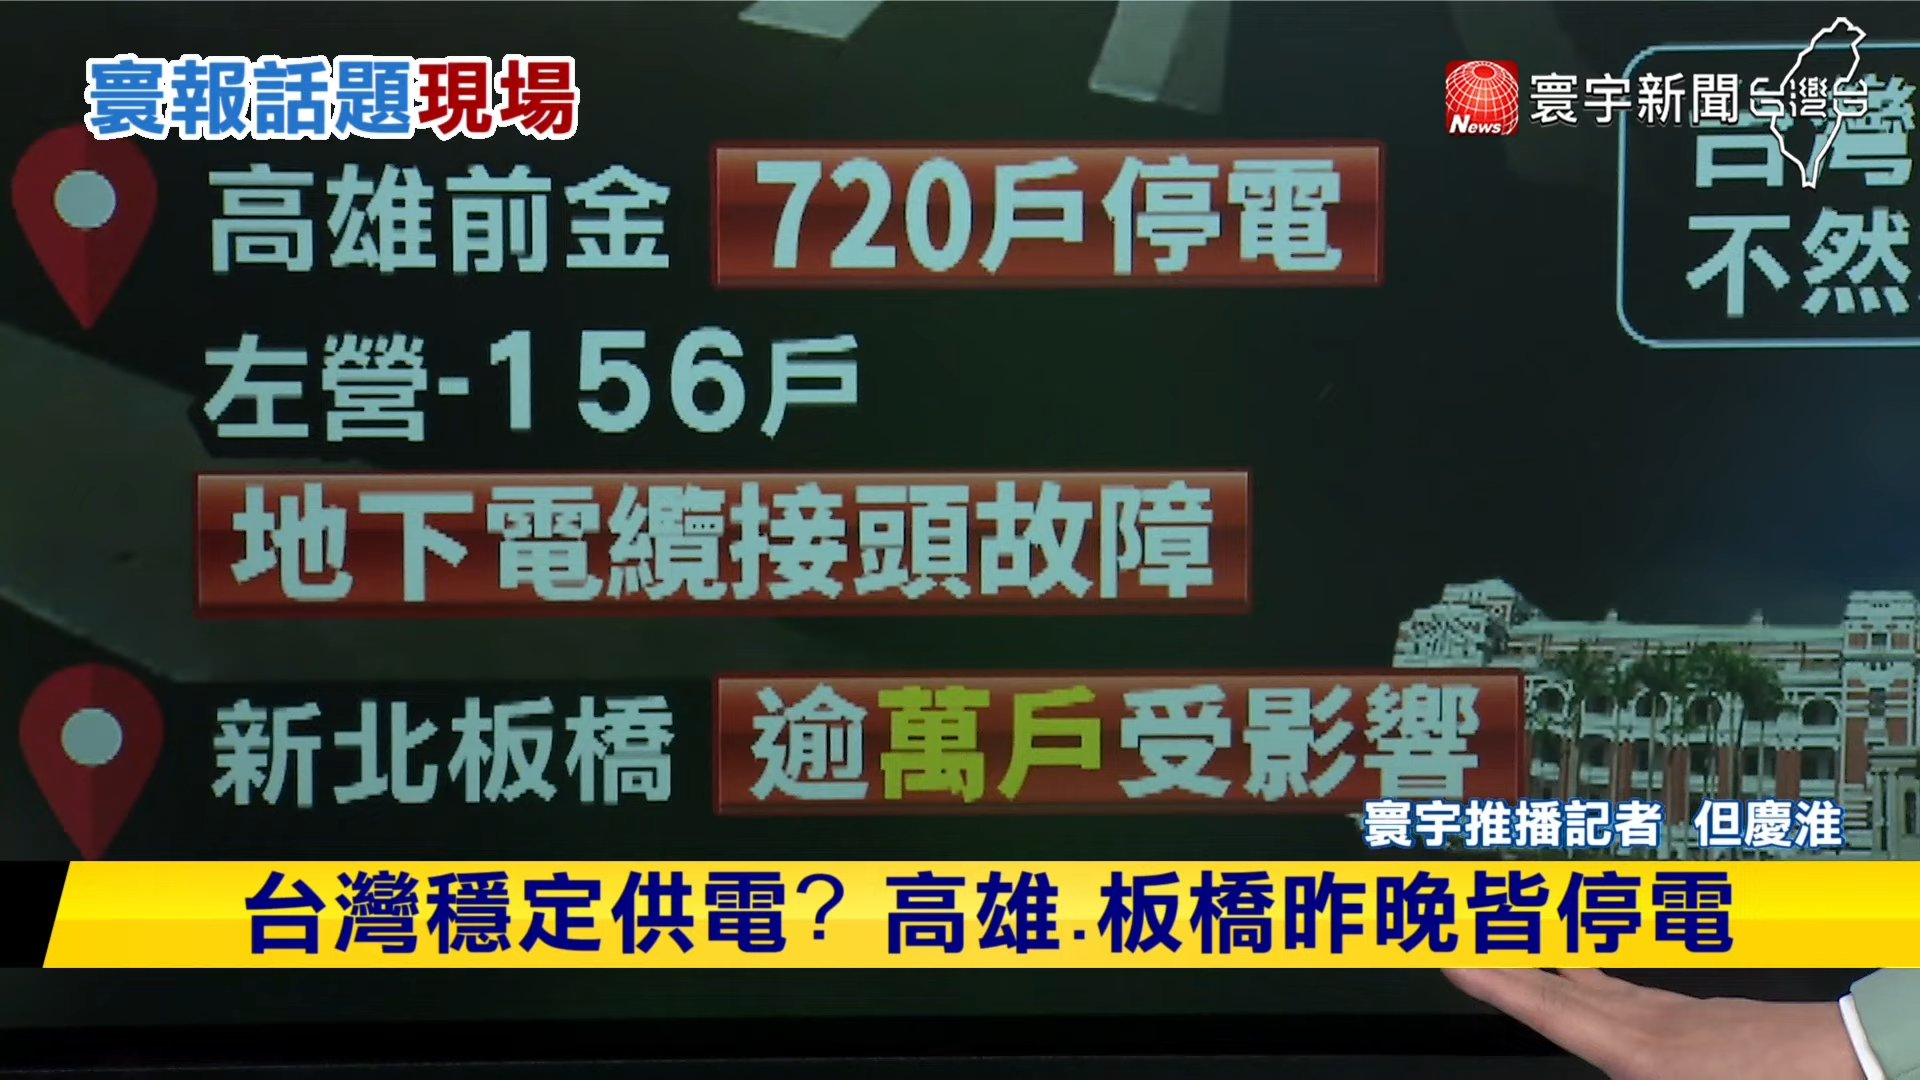 寰報話題現場
News 寰宇新聞 台灣
台灣
不然
高雄前金 720戶停電
左營-156戶
地下電纜接頭故障
新北板橋 逾萬戶受影響
寰宇推播記者 但慶淮
台灣穩定供電? 高雄.板橋昨晚皆停電